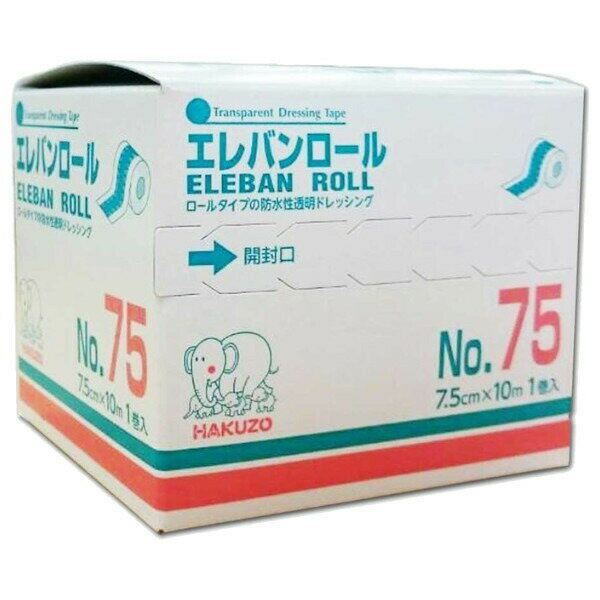 Transparent Dressing Tape
エレバンロール
ELEBAN ROLL
ロールタイプの防水性透明ドレッシング
No. 75
7.5cm×10m 1巻入
Transparent Dressing Tape
エレバンロール
ELEBAN ROLL
ロールタイプの防水性透明ドレッシング
開封口
HAKUZO
No. 75
7.5cm×10m 1巻入